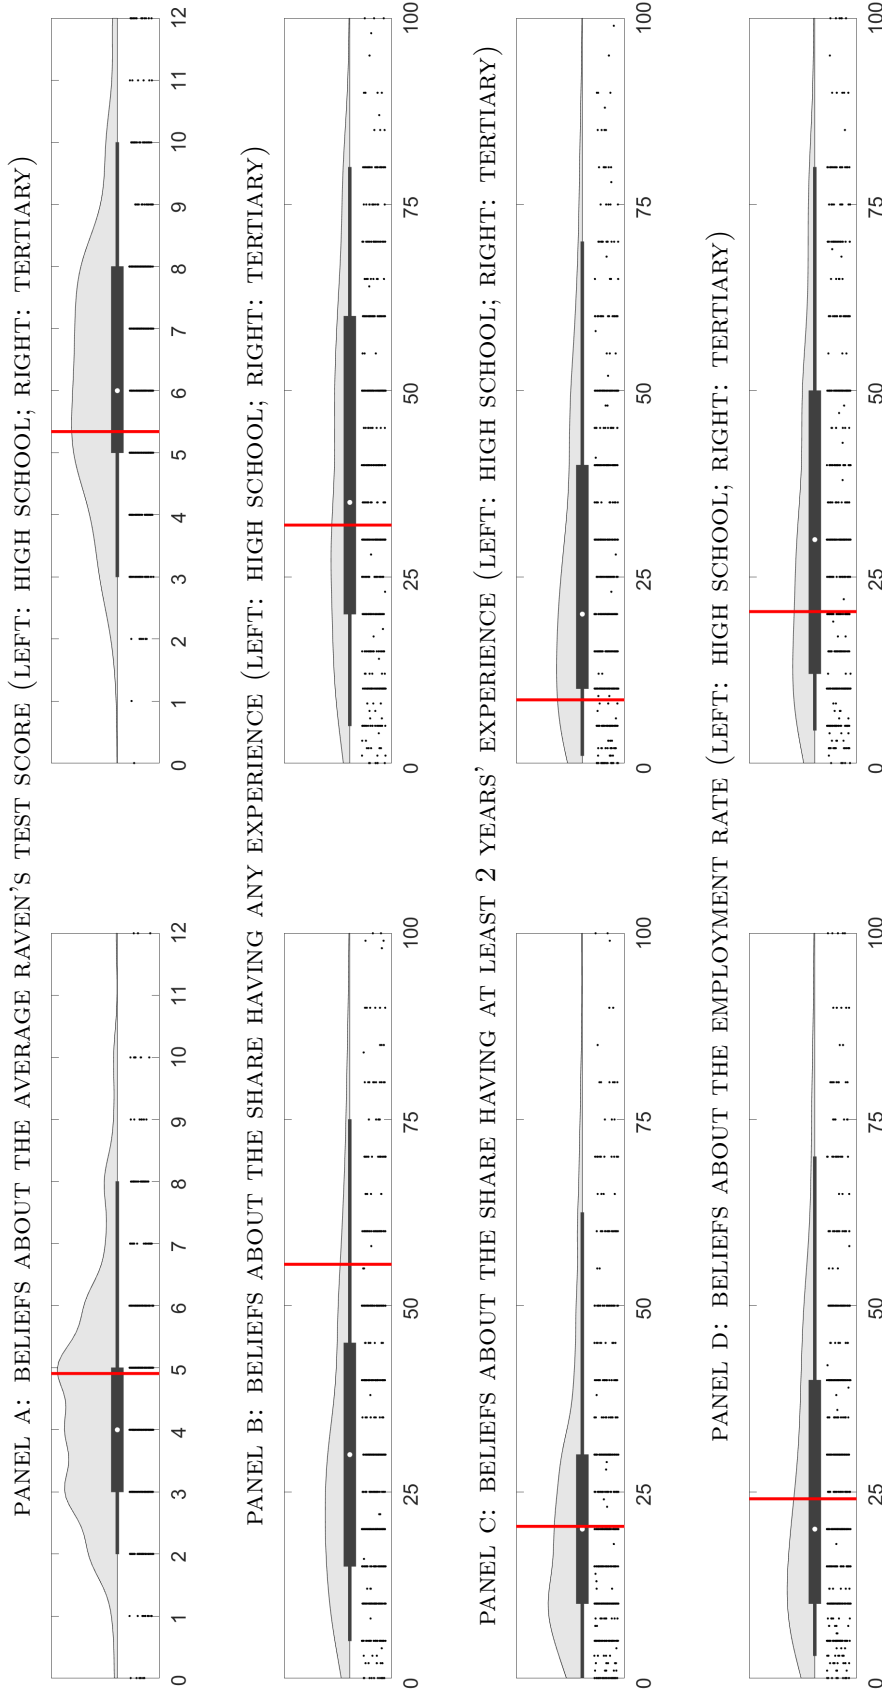 PANEL A: BELIEFS ABOUT THE AVERAGE RAVEN'S TEST SCORE (LEFT: HIGH SCHOOL; RIGHT: TERTIARY)
0 1 2 3 4 5 6 7 8 9 10 11 12
0 1 2 3 4 5 6 7 8 9 10 11 12
PANEL B: BELIEFS ABOUT THE SHARE HAVING ANY EXPERIENCE (LEFT: HIGH SCHOOL; RIGHT: TERTIARY)
0 25 50 75 100
0 25 50 75 100
PANEL C: BELIEFS ABOUT THE SHARE HAVING AT LEAST 2 YEARS' EXPERIENCE (LEFT: HIGH SCHOOL; RIGHT: TERTIARY)
0 25 50 75 100
0 25 50 75 100
PANEL D: BELIEFS ABOUT THE EMPLOYMENT RATE (LEFT: HIGH SCHOOL; RIGHT: TERTIARY)
0 25 50 75 100
0 25 50 75 100